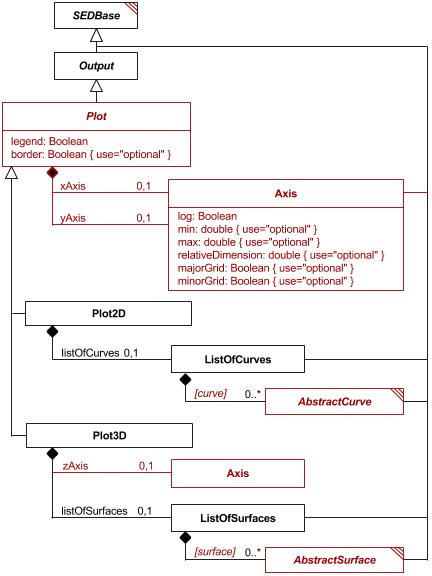 SEDBase
Output
Plot
legend: Boolean
border: Boolean { use="optional" }
xAxis 0,1
Axis
yAxis 0,1
log: Boolean
min: double { use="optional" }
max: double { use="optional" }
relativeDimension: double { use="optional" }
majorGrid: Boolean { use="optional" }
minorGrid: Boolean { use="optional" }
Plot2D
listOfCurves 0,1
ListOfCurves
[curve] 0..*
AbstractCurve
Plot3D
zAxis 0,1
Axis
listOfSurfaces 0,1
ListOfSurfaces
[surface] 0..*
AbstractSurface